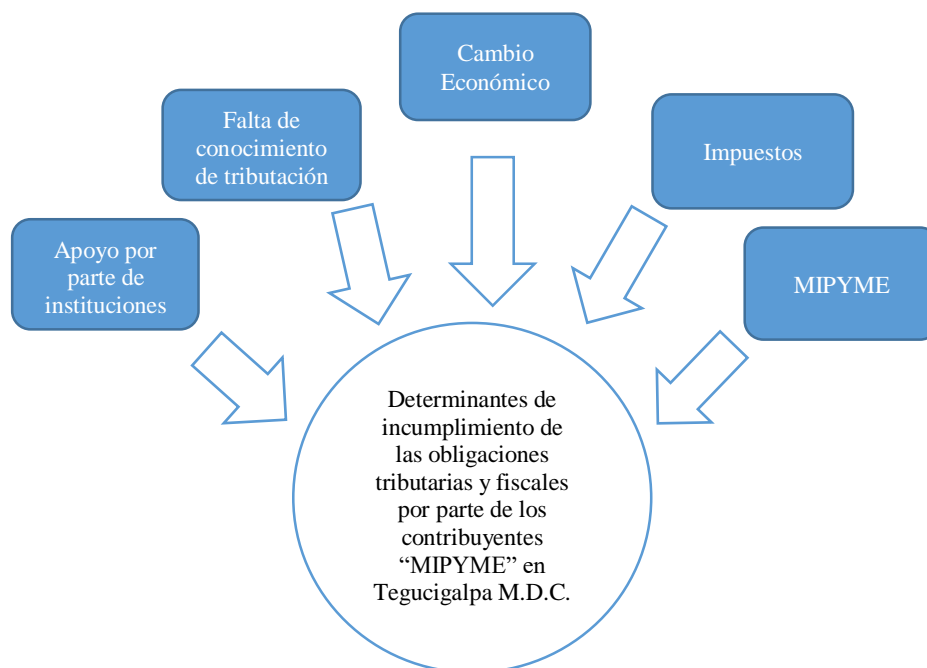 Cambio
Económico
Falta de
conocimiento
de tributación
Impuestos
Apoyo por
parte de
instituciones
MIPYME
Determinantes de
incumplimiento de
las obligaciones
tributarias y fiscales
por parte de los
contribuyentes
“MIPYME” en
Tegucigalpa M.D.C.